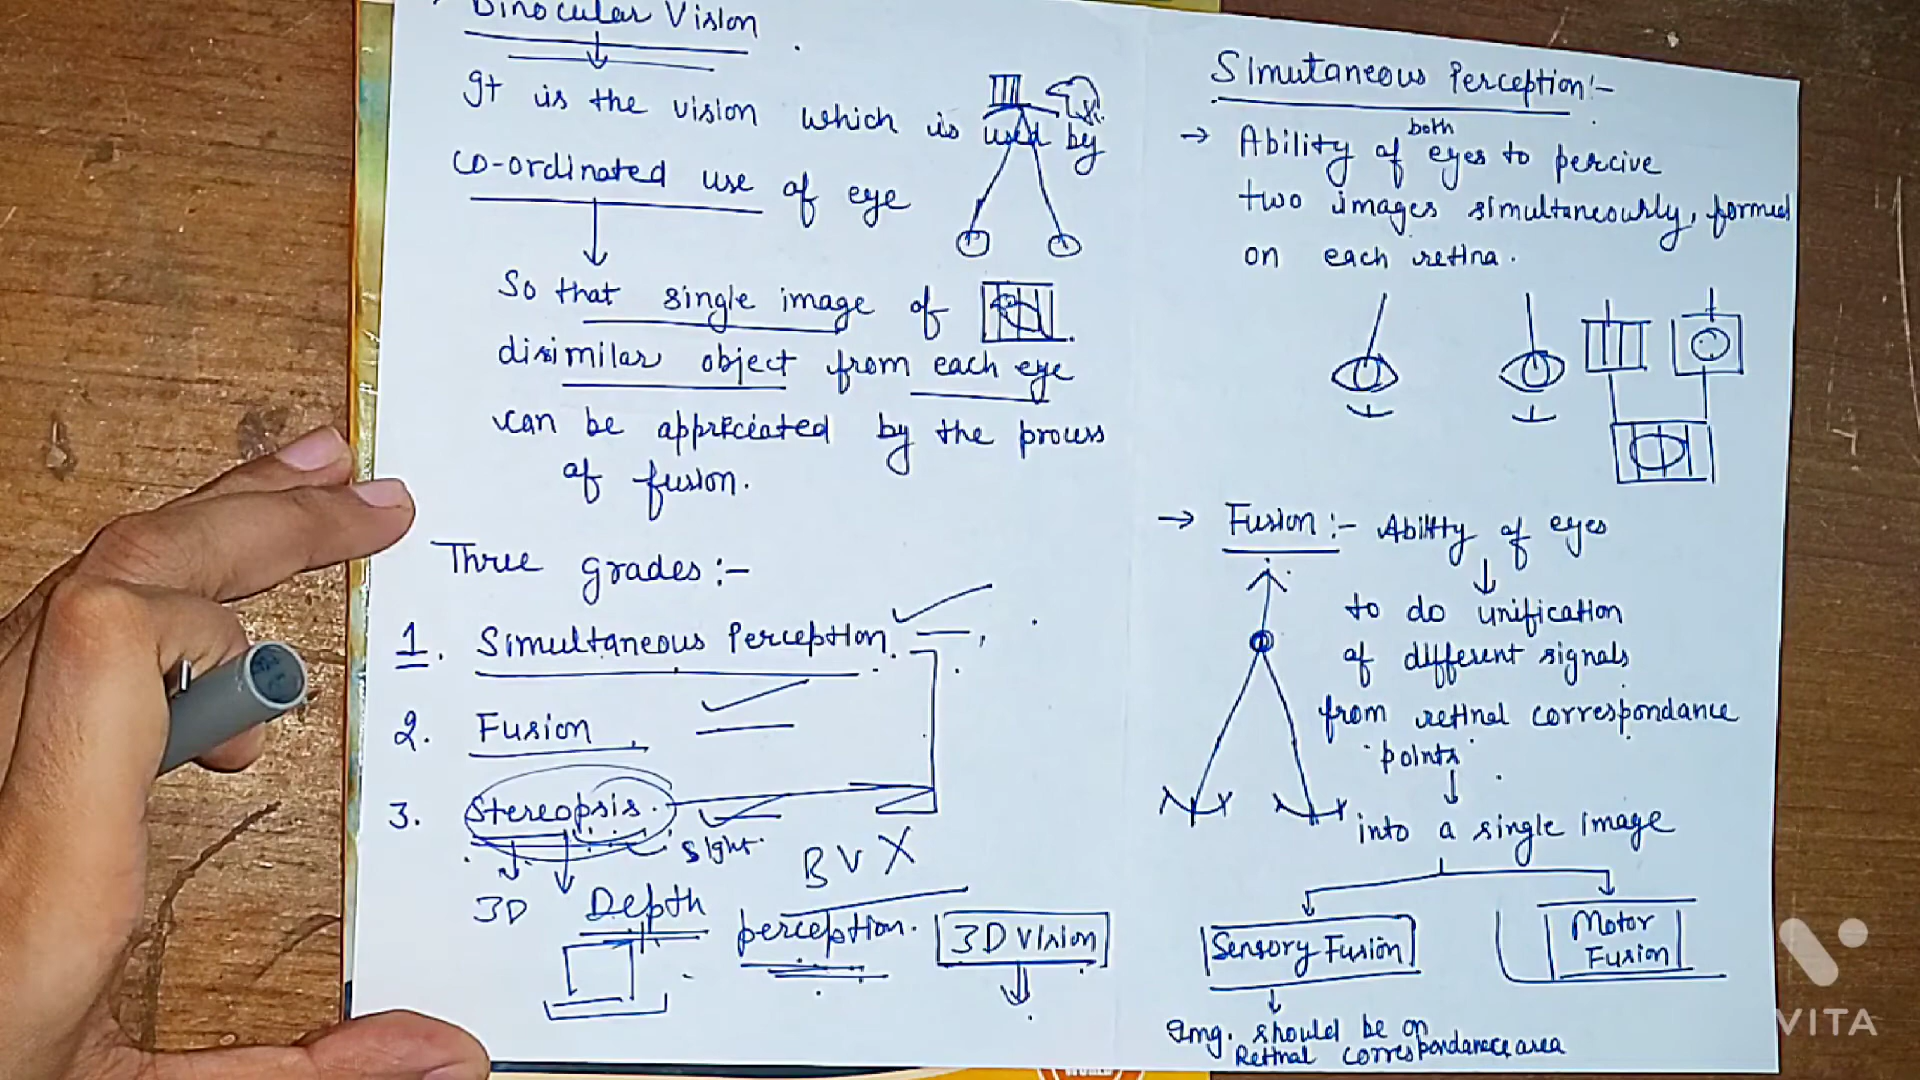 Binocular Vision
It is the vision which is used by
co-ordinated use of eye
So that single image of
disimilar object from each eye
can be appreciated by the process
of fusion.
Three grades:-
1. Simultaneous Perception
2. Fusion
3. Stereopsis.
sight.
BVX
3D Depth
perception. 3D Vision
Simutaneous Perception:-
→ Ability of both eyes to percive
two images simultaneously, formed
on each retina.
→ Fusion:- Ability of eyes
to do unification
of different signals
from retinal correspondance
points
into a single image
Sensory Fusion
Motor
Fusion
Img. should be on
Retinal correspondance area
VITA